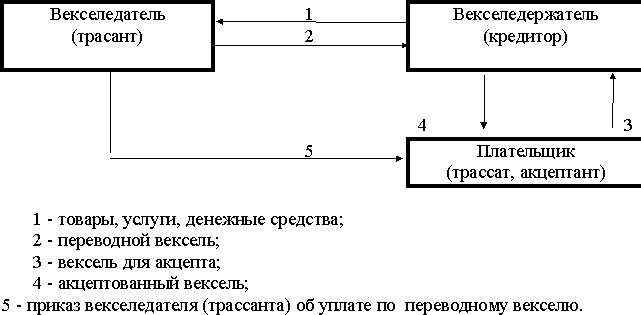 Векселедатель
(трасант)
1
2
Векселедержатель
(кредитор)
4
3
5
Плательщик
(трассат, акцептант)
1 - товары, услуги, денежные средства;
2 - переводной вексель;
3 - вексель для акцепта;
4 - акцептованный вексель;
5 - приказ векселедателя (трассанта) об уплате по переводному векселю.